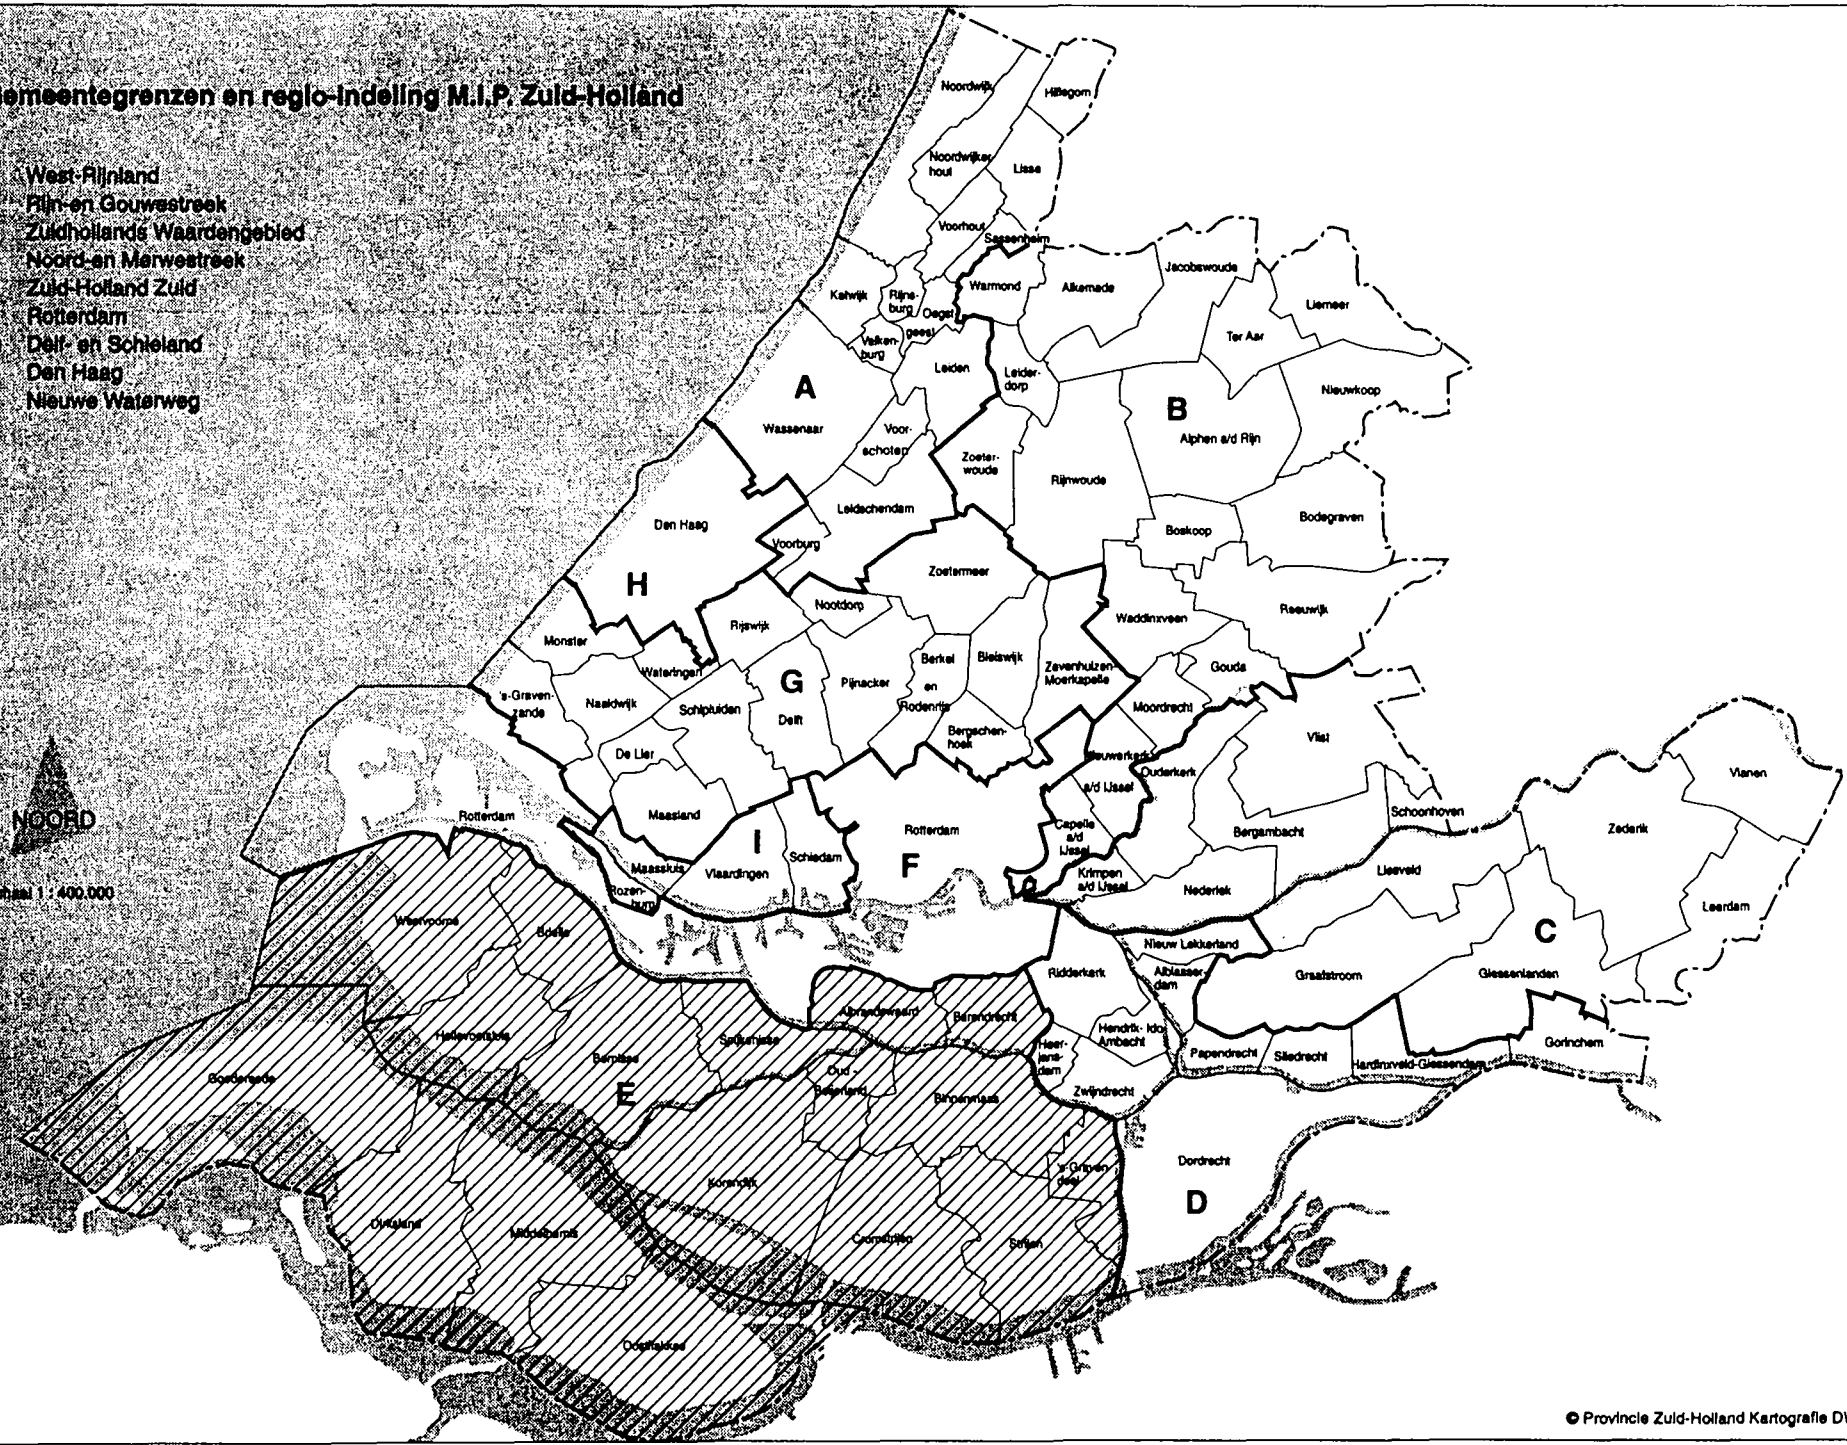 emeentegrenzen en regio-indeling M.I.P. Zuid-Holland
West-Rijnland
Rijn-en Gouwestreek
Zuidhollands Waardengebied
Noord-en Merwestreek
Zuid-Holland Zuid
Rotterdam
Delf- en Schieland
Den Haag
Nieuwe Waterweg
Noordwijk
Hillegom
Noordwijker
hout
Lisse
Voorhout
Sassenheim
Warmond
Alkemade
Jacobswoude
Liemeer
Katwijk
Rijns-
burg
Oegst
geest
Valken-
burg
Ter Aar
Leiden
Leider-
dorp
Nieuwkoop
A
B
Wassenaar
Voor-
schoten
Alphen a/d Rijn
Zoeter-
woude
Rijnwoude
Leidschendam
Den Haag
Voorburg
Boskoop
Bodegraven
H
Zoetermeer
Nootdorp
Waddinxveen
Reeuwijk
Monster
Rijswijk
Wateringen
Berkel
en
Rodenrijs
Bleiswijk
Zevenhuizen-
Moerkapelle
Gouda
's-Graven-
zande
Naaldwijk
Schipluiden
G
Delft
Pijnacker
Moordrecht
Bergschen-
hoek
Vlist
De Lier
Nieuwerkerk
a/d IJssel
Ouderkerk
Vianen
NOORD
Rotterdam
Maasland
I
Rotterdam
F
Capelle
a/d
IJssel
Bergambacht
Schoonhoven
Zederik
Maassluis
Vlaardingen
Schiedam
Rozen-
burg
Krimpen
a/d IJssel
Nederlek
Liesveld
Leerdam
schaal 1 : 400.000
Westvoorne
Brielle
Nieuw Lekkerland
C
Ridderkerk
Alblasser-
dam
Graafstroom
Giessenlanden
Albrandswaard
Barendrecht
Hellevoetsluis
Bernisse
Spijkenisse
Heer-
jans-
dam
Hendrik- Ido
Ambacht
Papendrecht
Sliedrecht
Hardinxveld-Giessendam
Gorinchem
Goedereede
E
Oud -
Beijerland
Binnenmaas
Zwijndrecht
's-Graven
deel
Dordrecht
D
Korendijk
Dirksland
Middelharnis
Cromstrijen
Strijen
Oostflakkee
© Provincie Zuid-Holland Kartografie DW